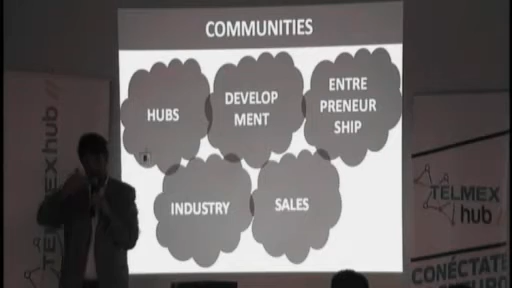 COMMUNITIES
HUBS
DEVELOP
MENT
ENTRE
PRENEUR
SHIP
INDUSTRY
SALES
TELMEXhub //
TELMEX
hub
CONÉCTATE